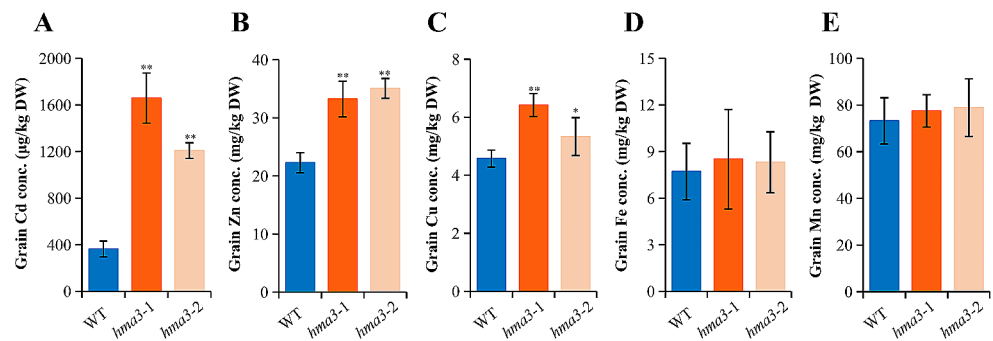 A
Grain Cd conc. (µg/kg DW)
2000
1600
1200
800
400
0
**
**
WT
hma3-1
hma3-2
B
Grain Zn conc. (mg/kg DW)
40
30
20
10
0
**
**
WT
hma3-1
hma3-2
C
Grain Cu conc. (mg/kg DW)
8
6
4
2
0
**
*
WT
hma3-1
hma3-2
D
Grain Fe conc. (mg/kg DW)
15
12
9
6
3
0
WT
hma3-1
hma3-2
E
Grain Mn conc. (mg/kg DW)
100
80
60
40
20
0
WT
hma3-1
hma3-2